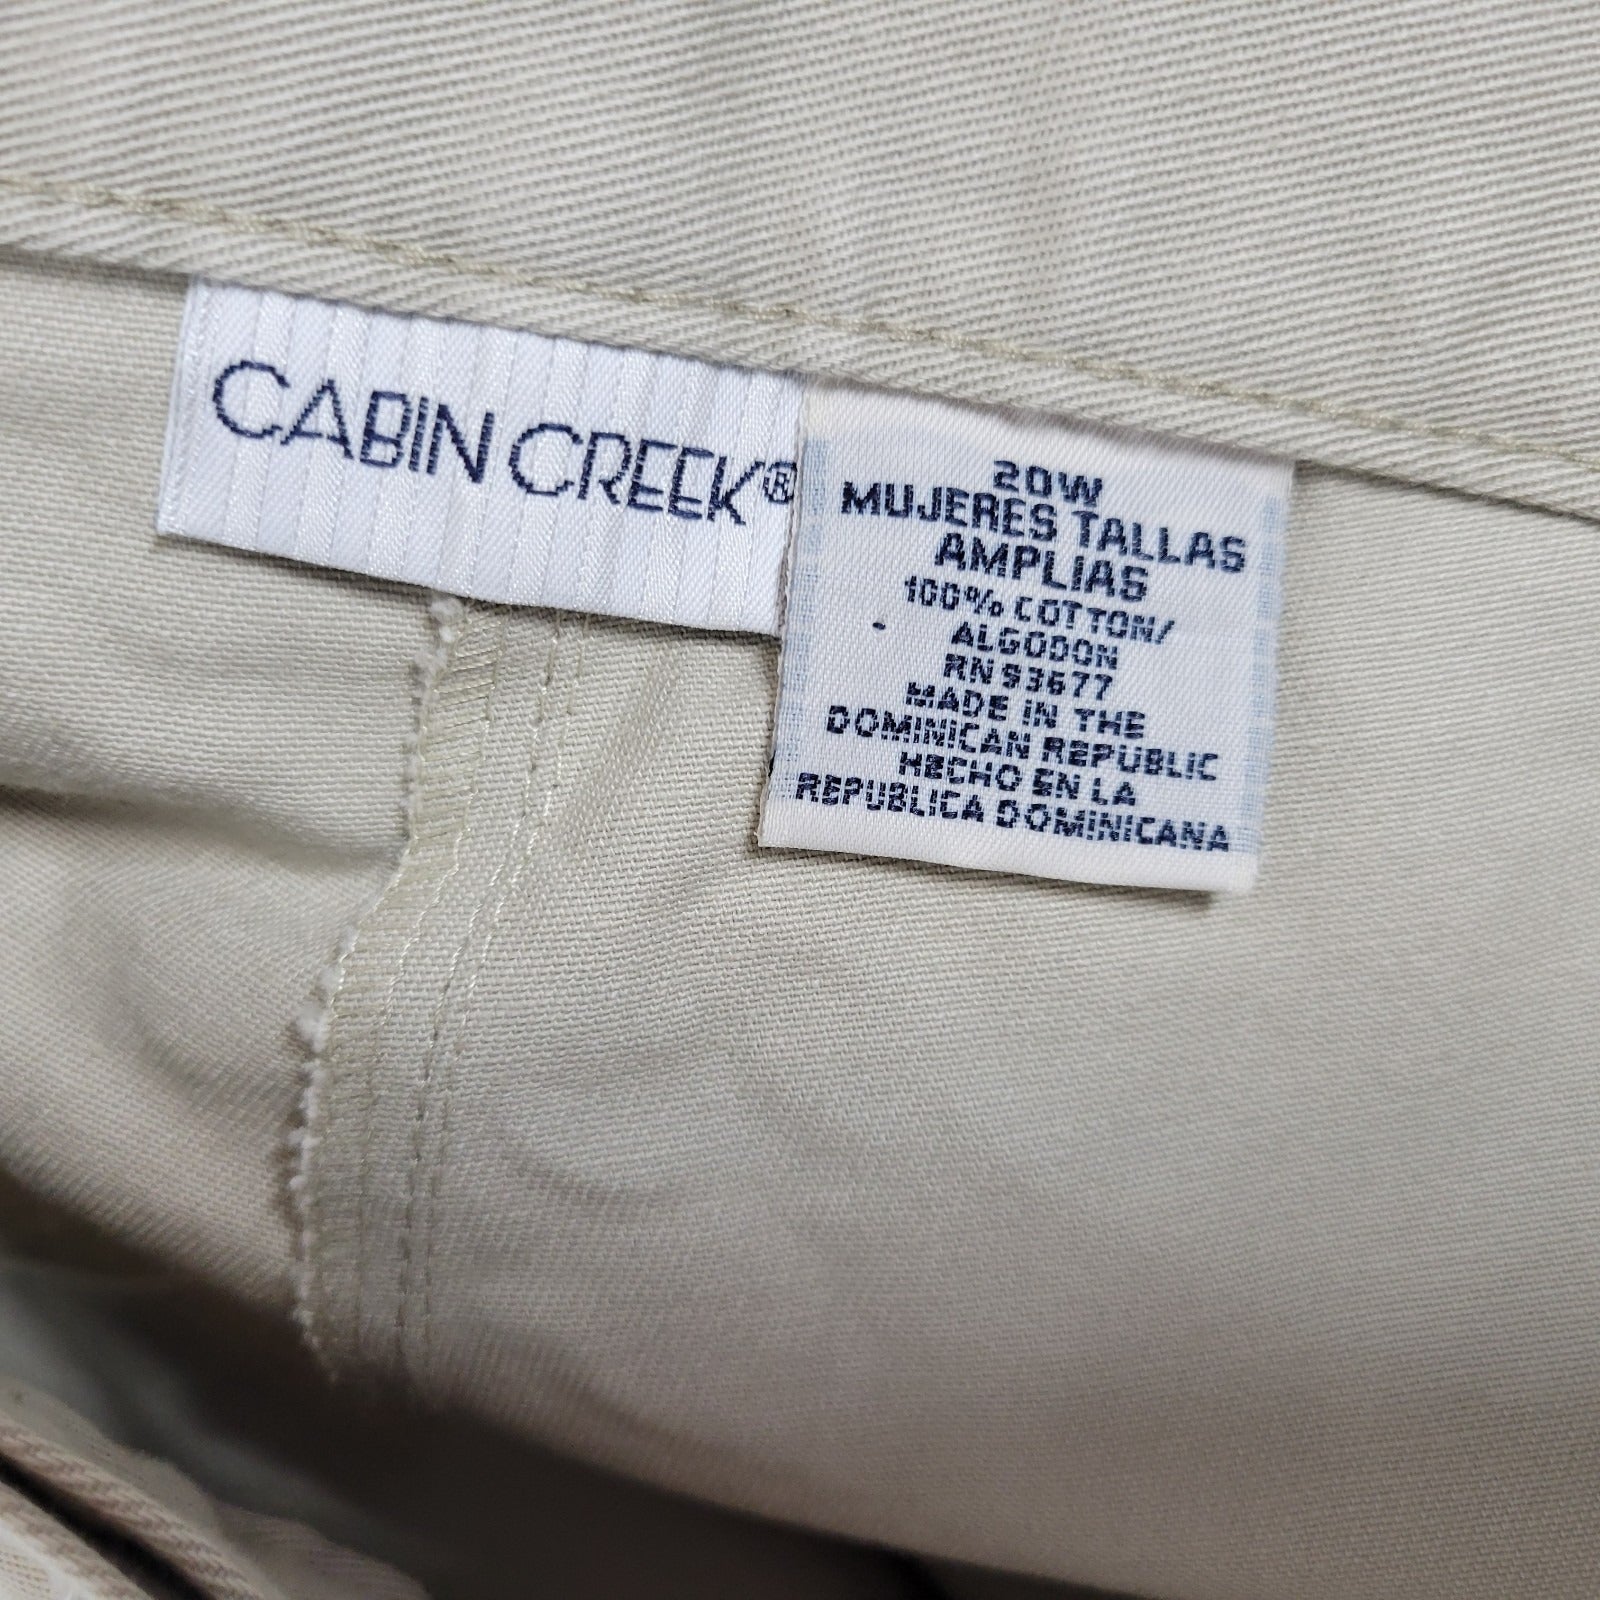 CABIN CREEK®
20W
MUJERES TALLAS
AMPLIAS
100% COTTON/
ALGODON
RN 93677
MADE IN THE
DOMINICAN REPUBLIC
HECHO EN LA
REPUBLICA DOMINICANA